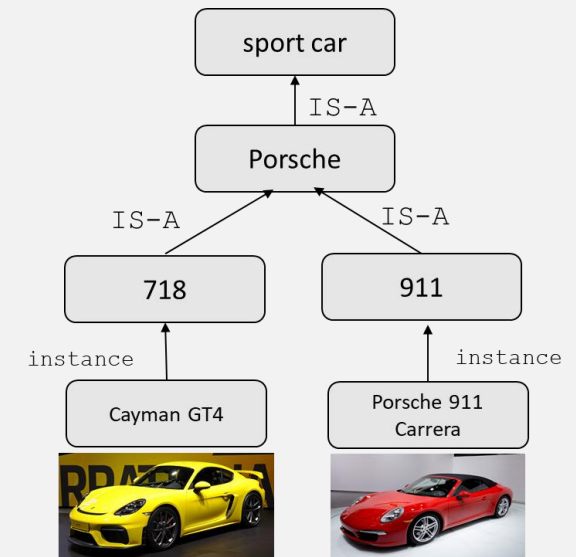 sport car
IS-A
Porsche
IS-A
IS-A
718
911
instance
instance
Cayman GT4
Porsche 911
Carrera